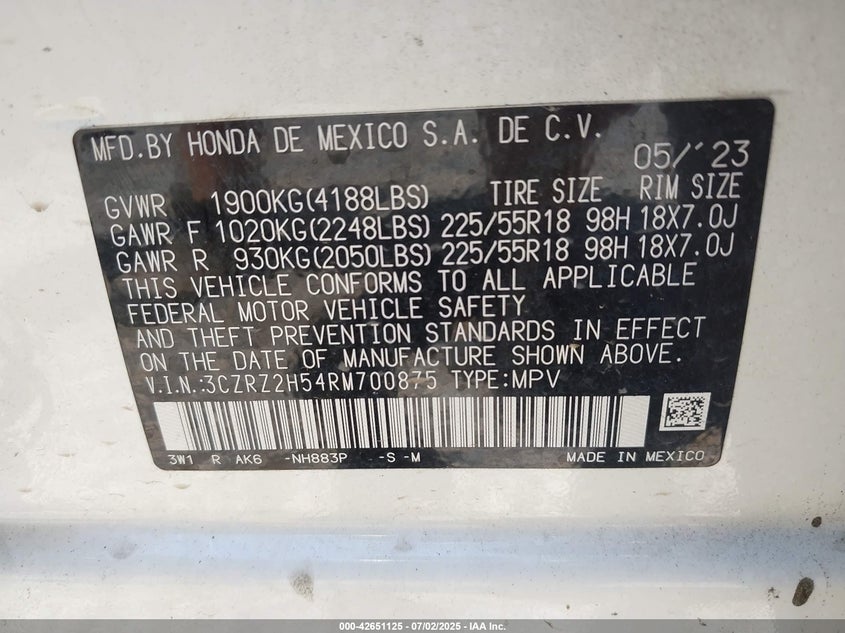 MFD.BY HONDA DE MEXICO S.A. DE C.V.
05/'23
GVWR 1900KG(4188LBS) TIRE SIZE RIM SIZE
GAWR F 1020KG(2248LBS) 225/55R18 98H 18X7.0J
GAWR R 930KG(2050LBS) 225/55R18 98H 18X7.0J
THIS VEHICLE CONFORMS TO ALL APPLICABLE
FEDERAL MOTOR VEHICLE SAFETY
AND THEFT PREVENTION STANDARDS IN EFFECT
ON THE DATE OF MANUFACTURE SHOWN ABOVE.
V.I.N.:3CZRZ2H54RM700875 TYPE:MPV
3W1 R AK6 -NH883P -S -M MADE IN MEXICO
000-42651125 - 07/02/2025 - IAA Inc.